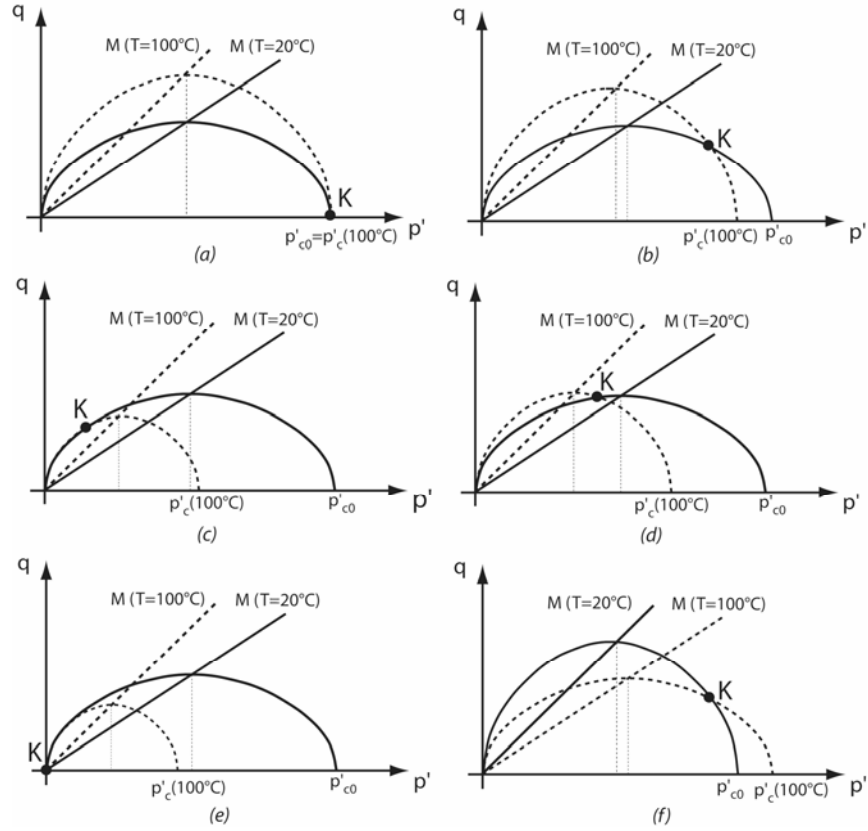 q
M (T=100°C)
M (T=20°C)
K
p'c0=p'c(100°C)
p'
(a)
q
M (T=100°C)
M (T=20°C)
K
p'c(100°C)
p'c0
p'
(b)
q
M (T=100°C)
M (T=20°C)
K
p'c(100°C)
p'c0
p'
(c)
q
M (T=100°C)
M (T=20°C)
K
p'c(100°C)
p'c0
p'
(d)
q
M (T=100°C)
M (T=20°C)
K
p'c(100°C)
p'c0
p'
(e)
q
M (T=20°C)
M (T=100°C)
K
p'c0
p'c(100°C)
p'
(f)